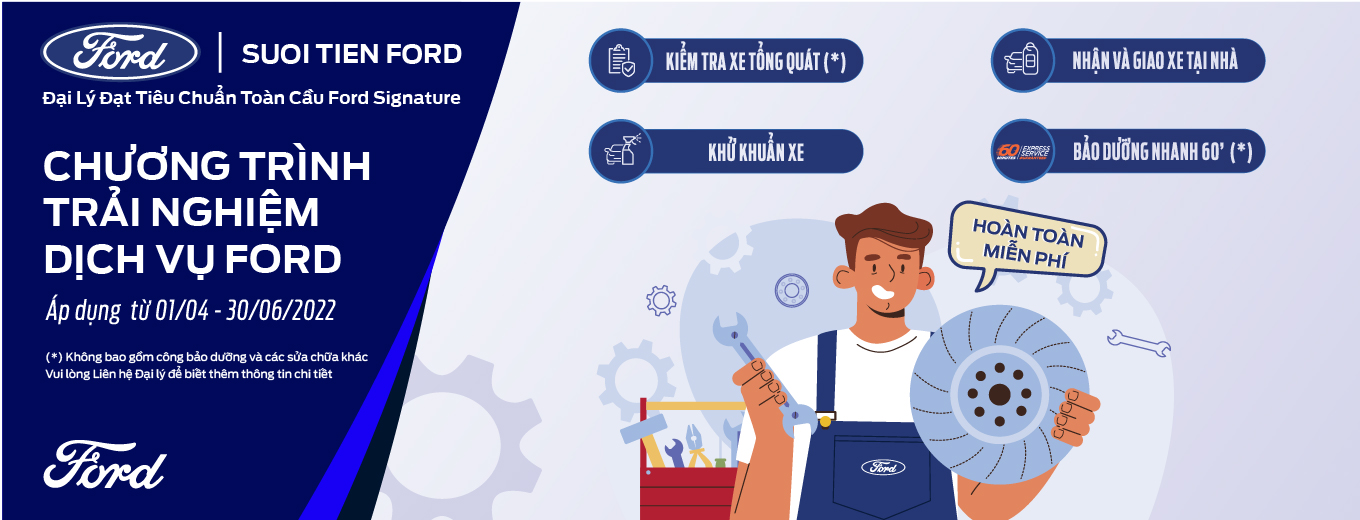 Ford
SUOI TIEN FORD
Đại Lý Đạt Tiêu Chuẩn Toàn Cầu Ford Signature
CHƯƠNG TRÌNH
TRẢI NGHIỆM
DỊCH VỤ FORD
Áp dụng từ 01/04 - 30/06/2022
(*) Không bao gồm công bảo dưỡng và các sửa chữa khác
Vui lòng Liên hệ Đại lý để biết thêm thông tin chi tiết
Ford
KIỂM TRA XE TỔNG QUÁT (*)
NHẬN VÀ GIAO XE TẠI NHÀ
KHỬ KHUẨN XE
60
MINUTES
EXPRESS
SERVICE
GUARANTEE
BẢO DƯỠNG NHANH 60' (*)
HOÀN TOÀN
MIỄN PHÍ
Ford